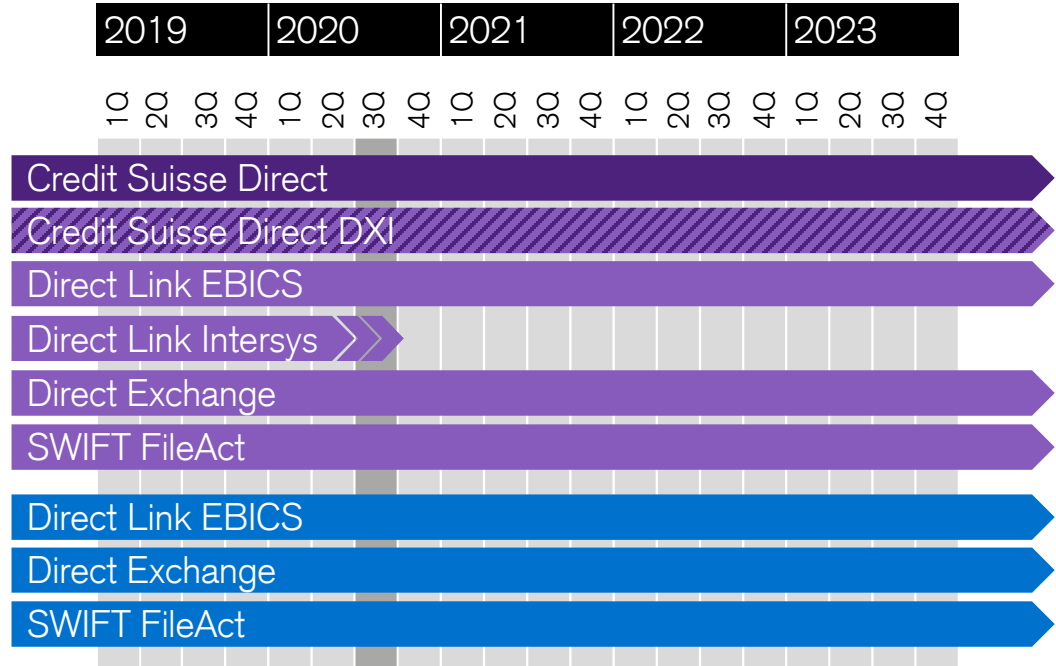 2019 2020 2021 2022 2023
1Q 2Q 3Q 4Q 1Q 2Q 3Q 4Q 1Q 2Q 3Q 4Q 1Q 2Q 3Q 4Q 1Q 2Q 3Q 4Q
Credit Suisse Direct
Credit Suisse Direct DXI
Direct Link EBICS
Direct Link Intersys
Direct Exchange
SWIFT FileAct
Direct Link EBICS
Direct Exchange
SWIFT FileAct